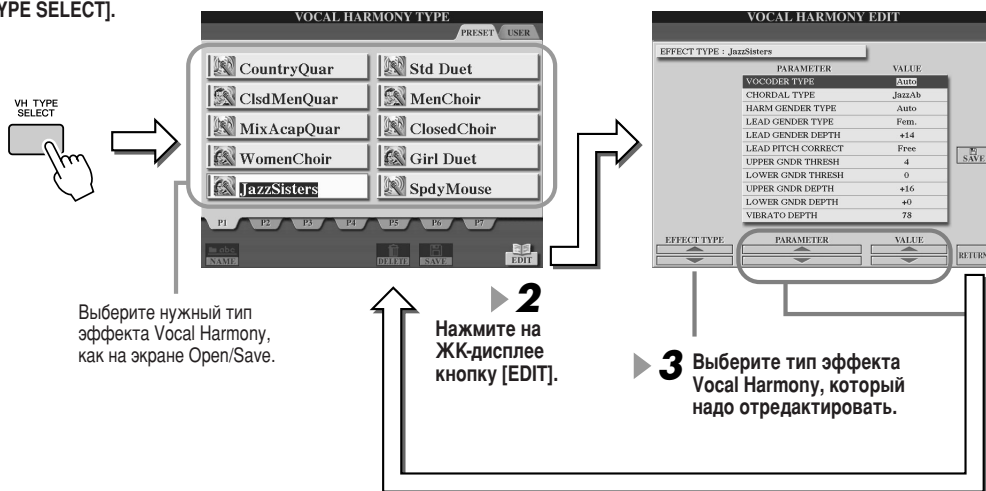 YPE SELECT].
VH TYPE
SELECT
VOCAL HARMONY TYPE
PRESET USER
CountryQuar Std Duet
ClsdMenQuar MenChoir
MixAcapQuar ClosedChoir
WomenChoir Girl Duet
JazzSisters SpdyMouse
P1 P2 P3 P4 P5 P6 P7
abc
NAME DELETE SAVE EDIT
Выберите нужный тип
эффекта Vocal Harmony,
как на экране Open/Save.
2
Нажмите на
ЖК-дисплее
кнопку [EDIT].
VOCAL HARMONY EDIT
EFFECT TYPE : JazzSisters
PARAMETER VALUE
VOCODER TYPE Auto
CHORDAL TYPE JazzAb
HARM GENDER TYPE Auto
LEAD GENDER TYPE Fem.
LEAD GENDER DEPTH +14
LEAD PITCH CORRECT Free
UPPER GNDR THRESH 4
LOWER GNDR THRESH 0
UPPER GNDR DEPTH +16
LOWER GNDR DEPTH +0
VIBRATO DEPTH 78
SAVE
EFFECT TYPE PARAMETER VALUE
RETURN
3 Выберите тип эффекта
Vocal Harmony, который
надо отредактировать.